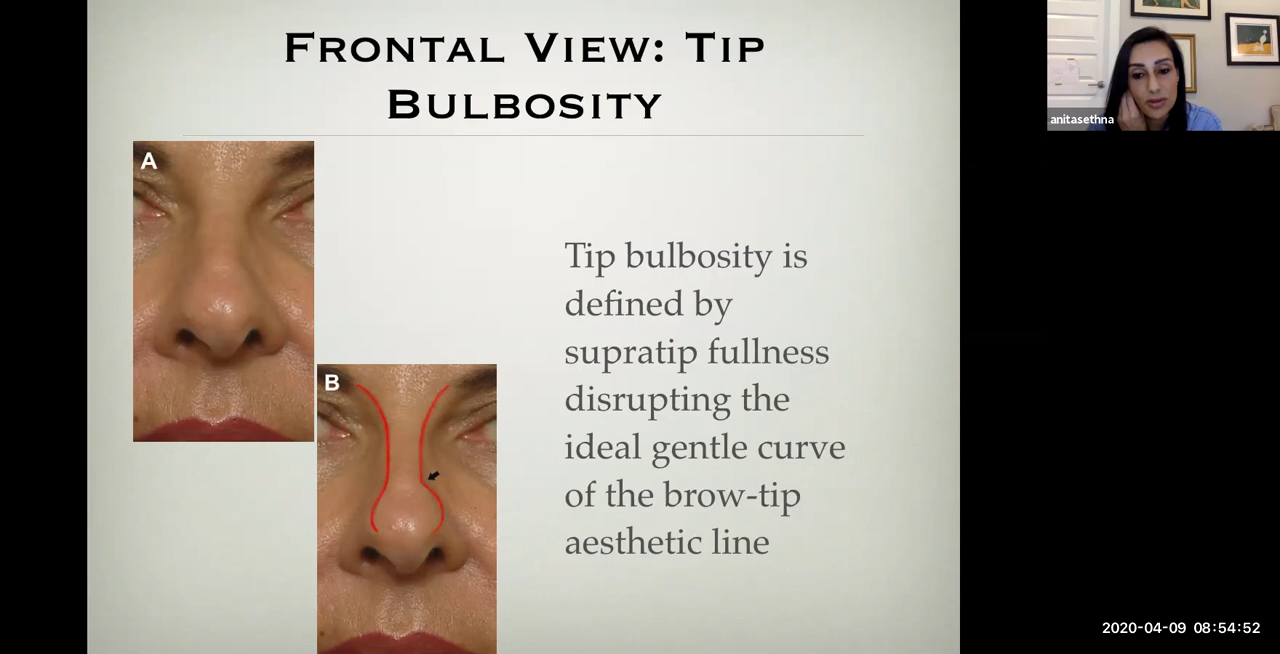 FRONTAL VIEW: TIP
BULBOSITY
A
B
Tip bulbosity is
defined by
supratip fullness
disrupting the
ideal gentle curve
of the brow-tip
aesthetic line
anitasethna
2020-04-09 08:54:52